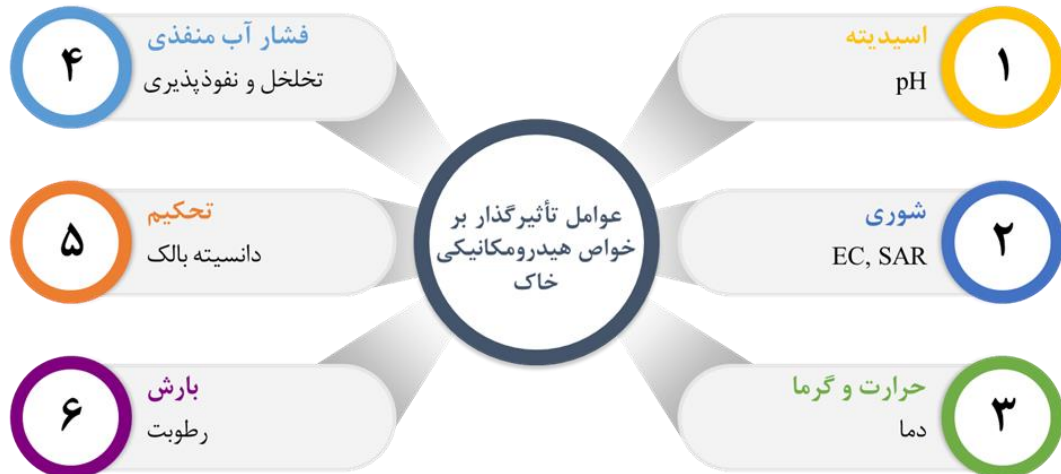 عوامل تأثیرگذار بر
خواص هیدرومکانیکی
خاک
۱
اسیدیته
pH
۲
شوری
EC, SAR
۳
حرارت و گرما
دما
۴
فشار آب منفذی
تخلخل و نفوذپذیری
۵
تحکیم
دانسیته بالک
۶
بارش
رطوبت